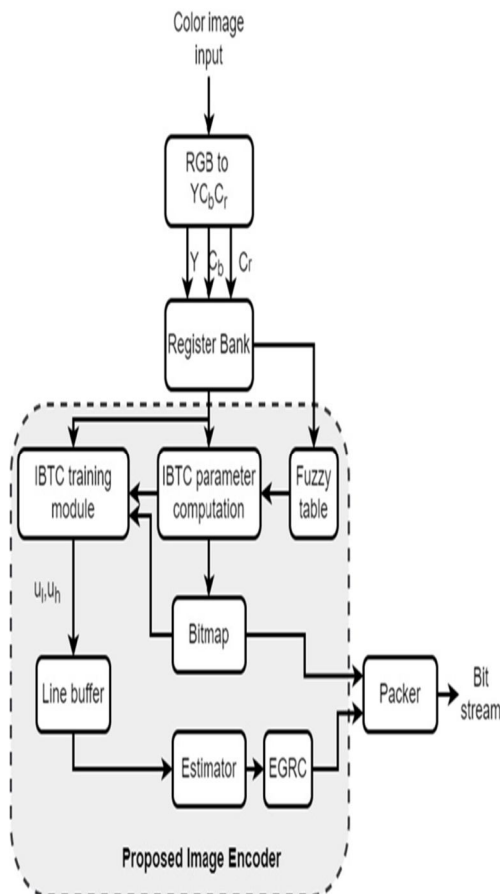 Color image
input
RGB to
YCbCr
Y Cb Cr
Register Bank
IBTC training
module
IBTC parameter
computation
Fuzzy
table
ul,uh
Bitmap
Line buffer
Packer
Bit
stream
Estimator
EGRC
Proposed Image Encoder